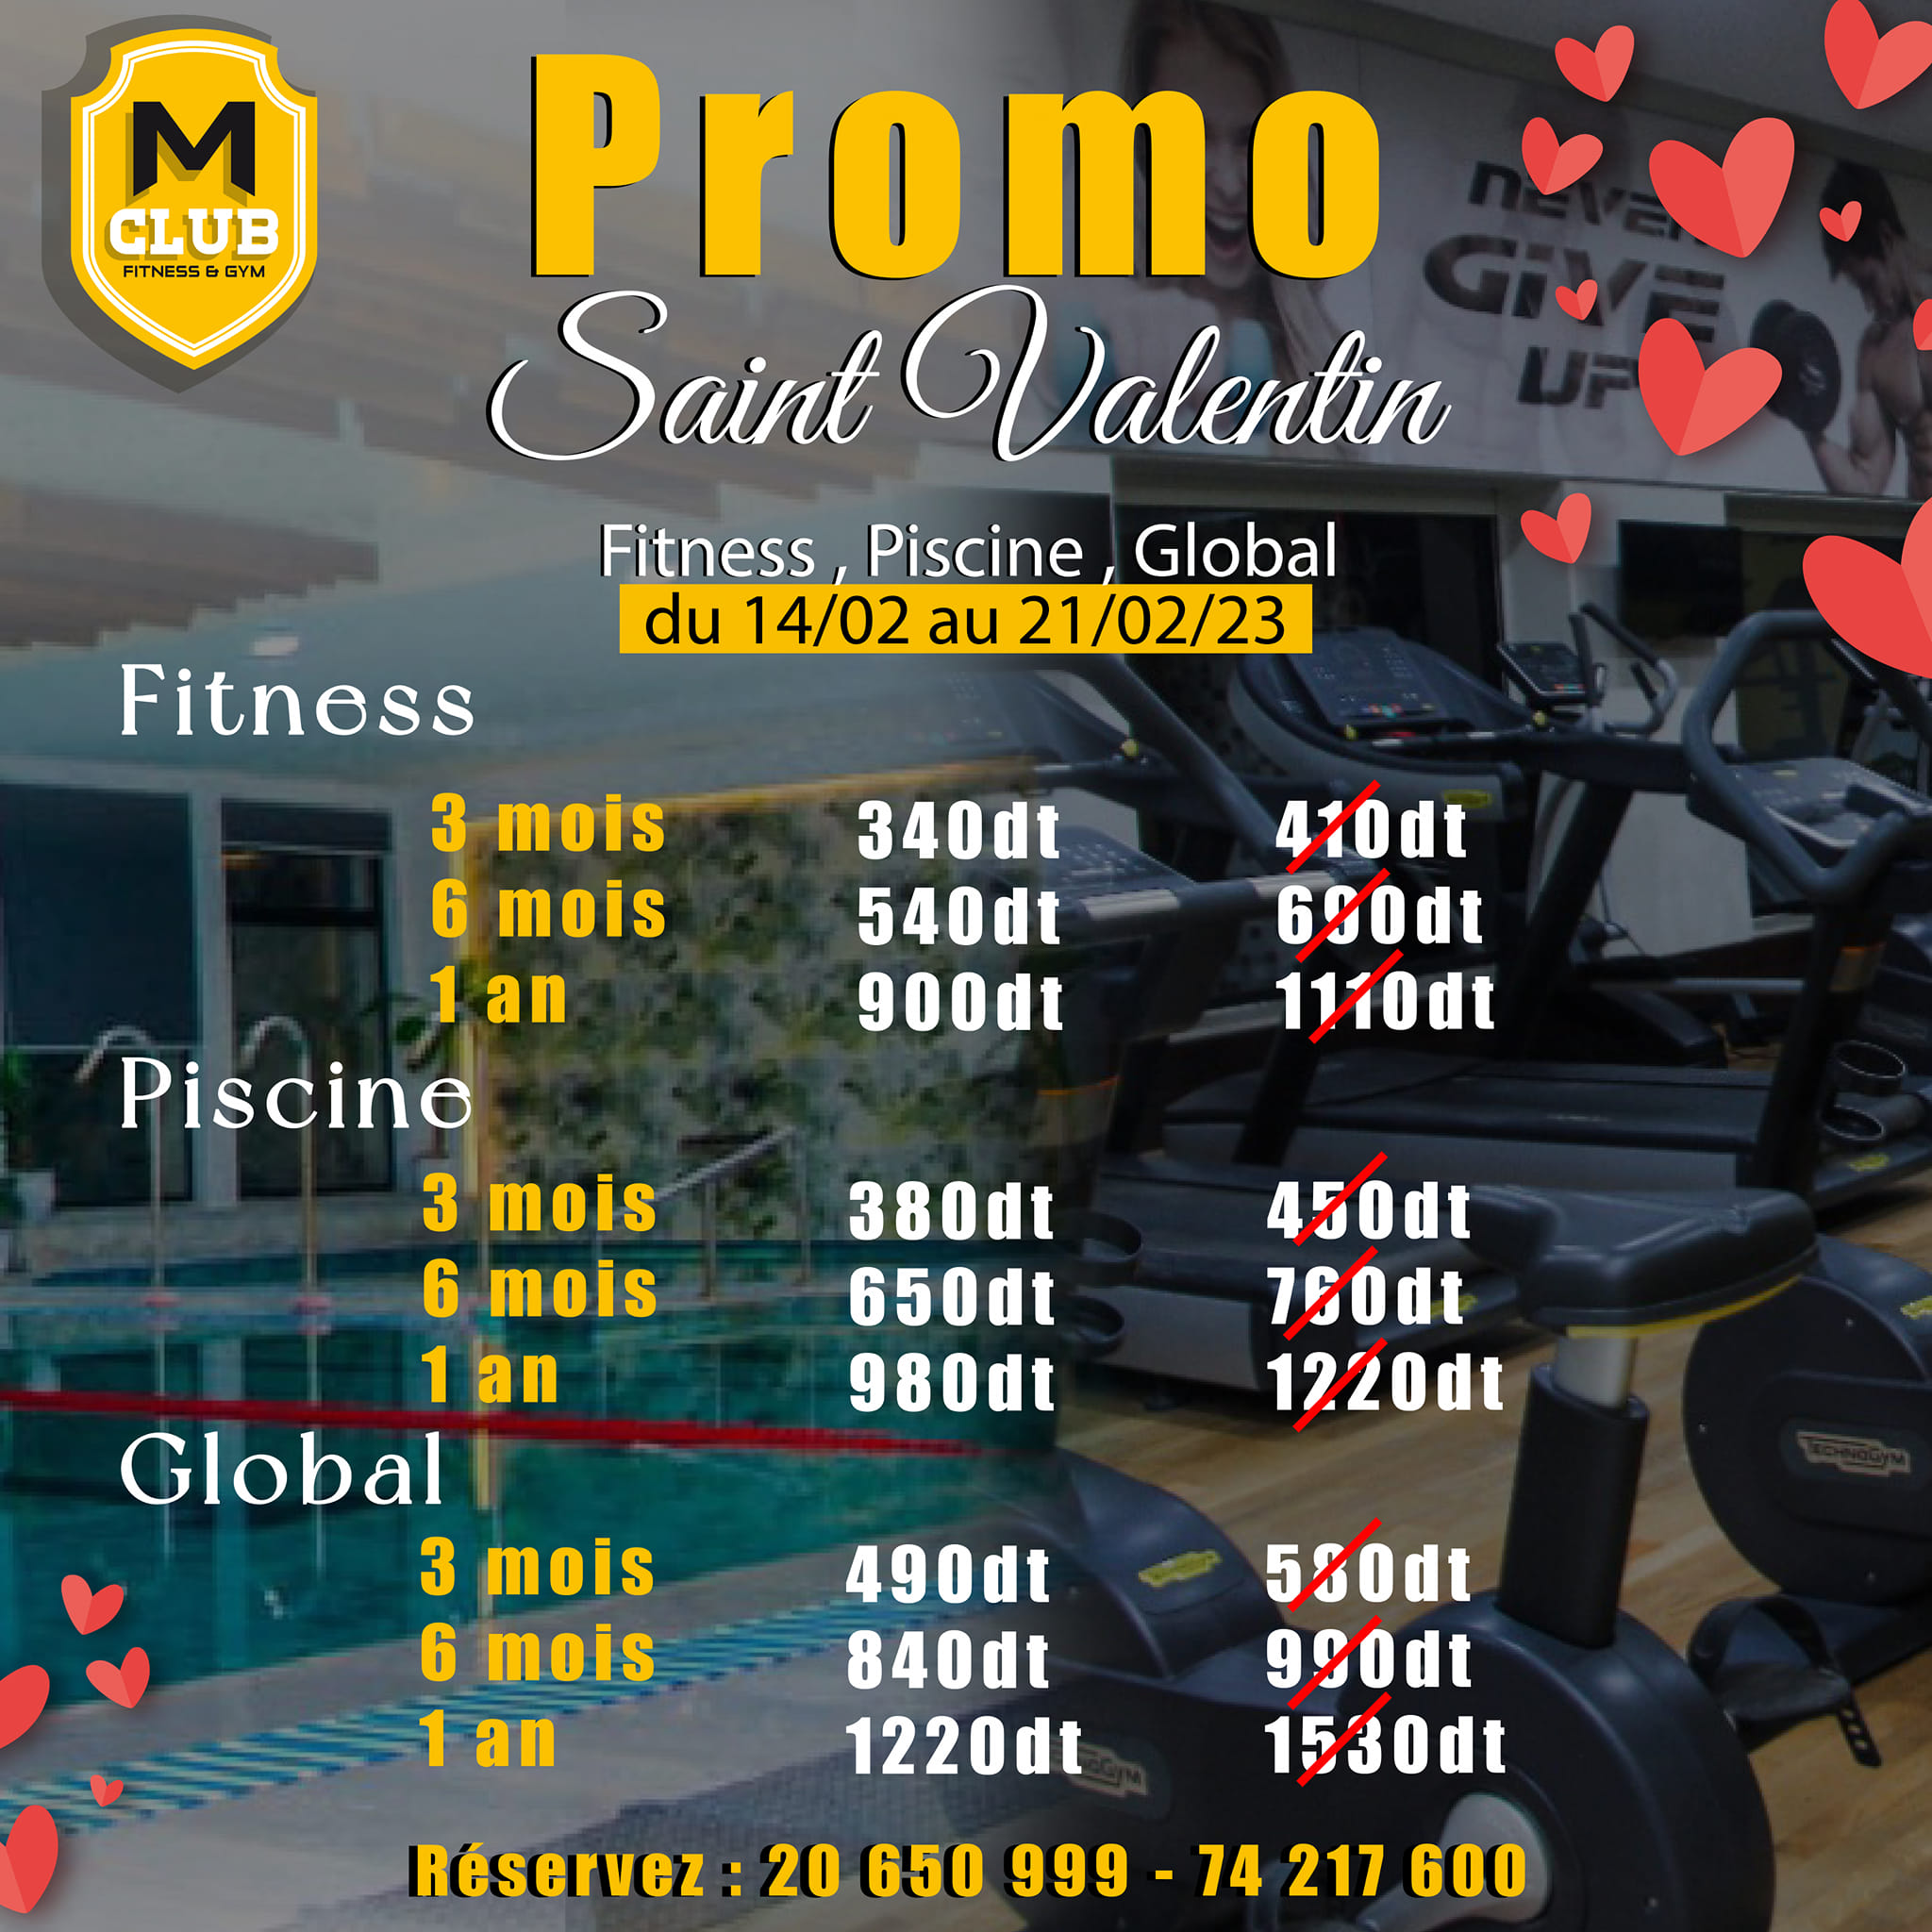 M
CLUB
FITNESS & GYM
Promo
Saint Valentin
NEVER
GIVE
UP
Fitness , Piscine , Global
du 14/02 au 21/02/23
Fitness
3 mois 340dt 410dt
6 mois 540dt 690dt
1 an 900dt 1110dt
Piscine
3 mois 380dt 450dt
6 mois 650dt 760dt
1 an 980dt 1220dt
TECHNOGYM
Global
3 mois 490dt 580dt
6 mois 840dt 990dt
1 an 1220dt 1530dt
Réservez : 20 650 999 - 74 217 600